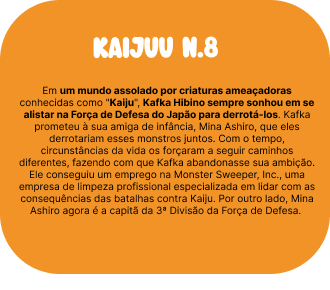 KAIJUU N.8
Em um mundo assolado por criaturas ameaçadoras
conhecidas como "Kaiju", Kafka Hibino sempre sonhou em se
alistar na Força de Defesa do Japão para derrotá-los. Kafka
prometeu à sua amiga de infância, Mina Ashiro, que eles
derrotariam esses monstros juntos. Com o tempo,
circunstâncias da vida os forçaram a seguir caminhos
diferentes, fazendo com que Kafka abandonasse sua ambição.
Ele conseguiu um emprego na Monster Sweeper, Inc., uma
empresa de limpeza profissional especializada em lidar com as
consequências das batalhas contra Kaiju. Por outro lado, Mina
Ashiro agora é a capitã da 3ª Divisão da Força de Defesa.